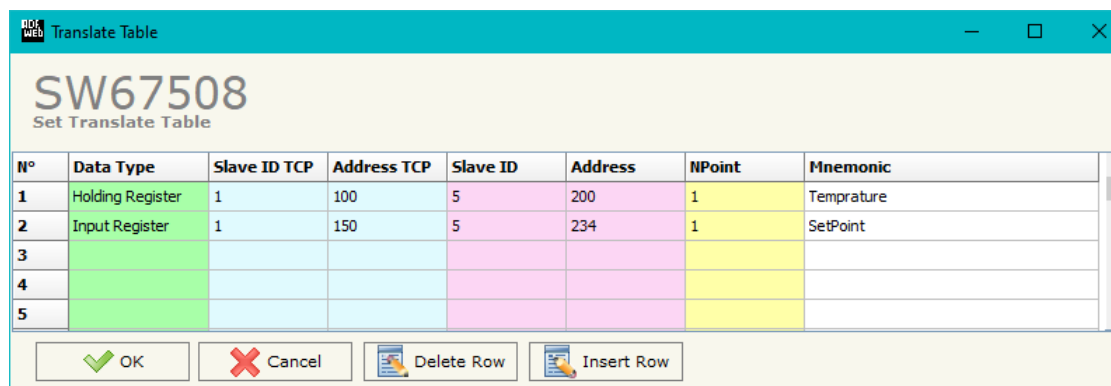 ADF WEB Translate Table
SW67508
Set Translate Table
N° Data Type Slave ID TCP Address TCP Slave ID Address NPoint Mnemonic
1 Holding Register 1 100 5 200 1 Temprature
2 Input Register 1 150 5 234 1 SetPoint
3
4
5
OK Cancel Delete Row Insert Row